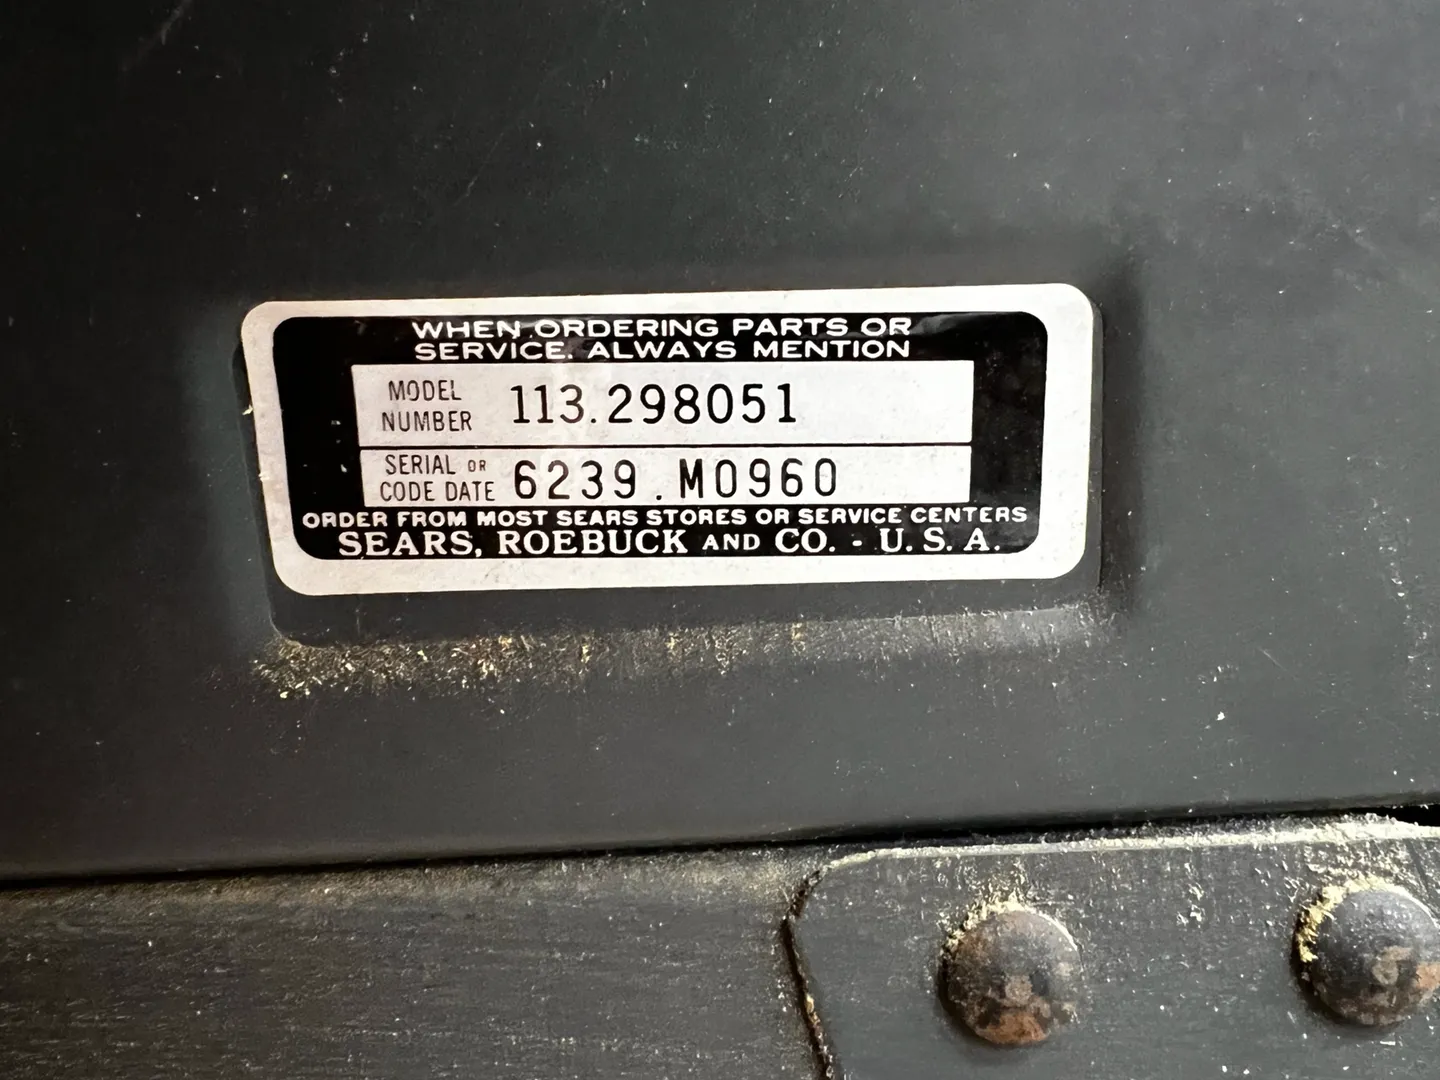 WHEN ORDERING PARTS OR
SERVICE, ALWAYS MENTION
MODEL
NUMBER 113.298051
SERIAL OR
CODE DATE 6239.M0960
ORDER FROM MOST SEARS STORES OR SERVICE CENTERS
SEARS, ROEBUCK AND CO. - U.S.A.